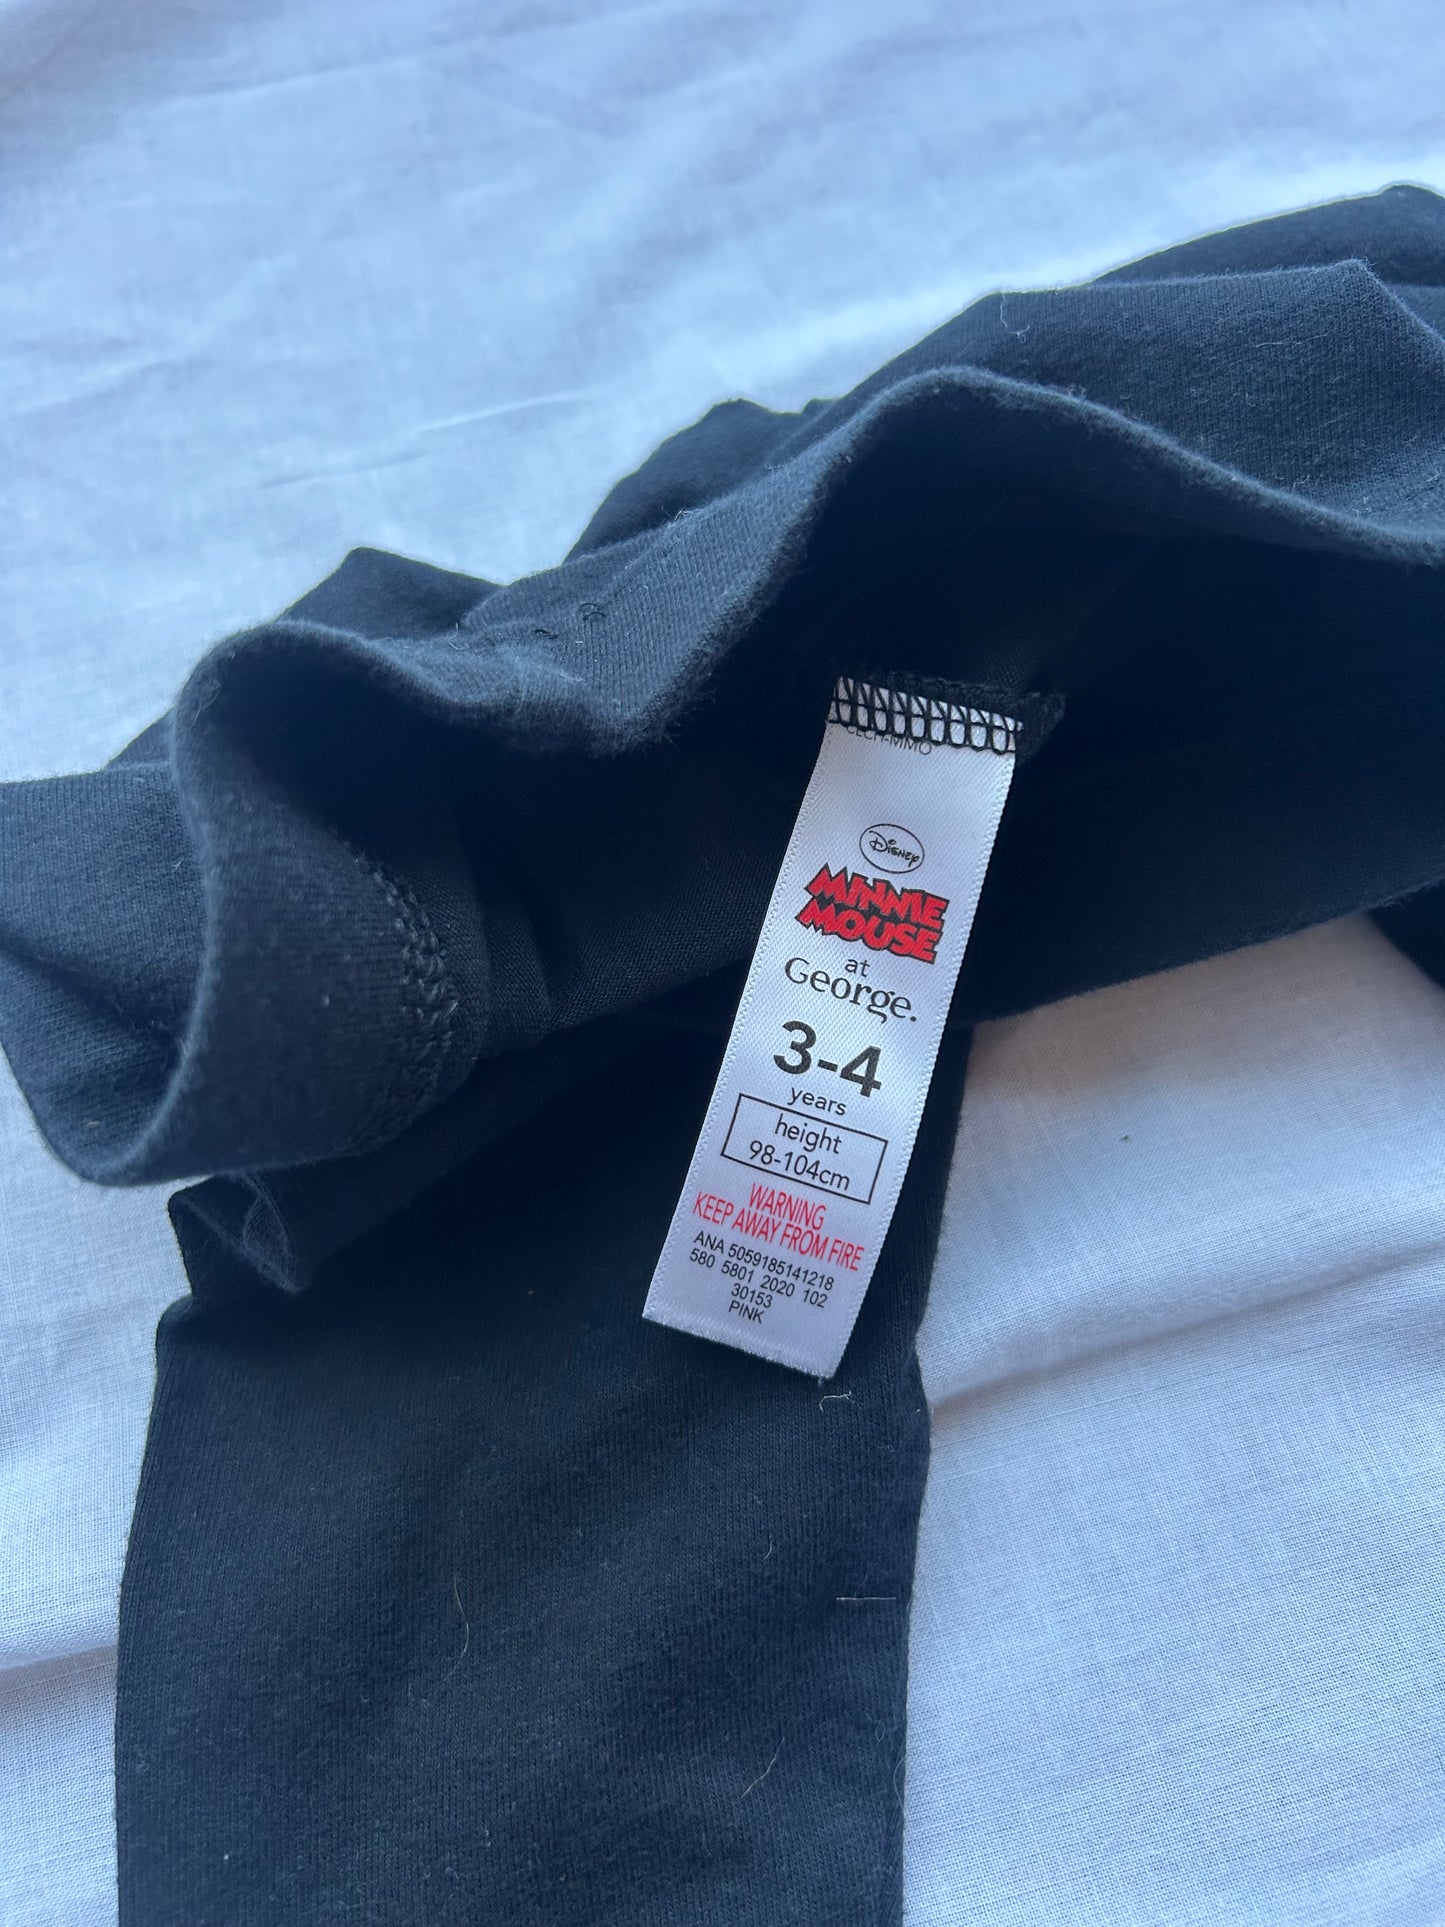 Disney
MINNIE
MOUSE
at
George.
3-4
years
height
98-104cm
WARNING
KEEP AWAY FROM FIRE
ANA 5059185141218
580 5801 2020 102
30153
PINK